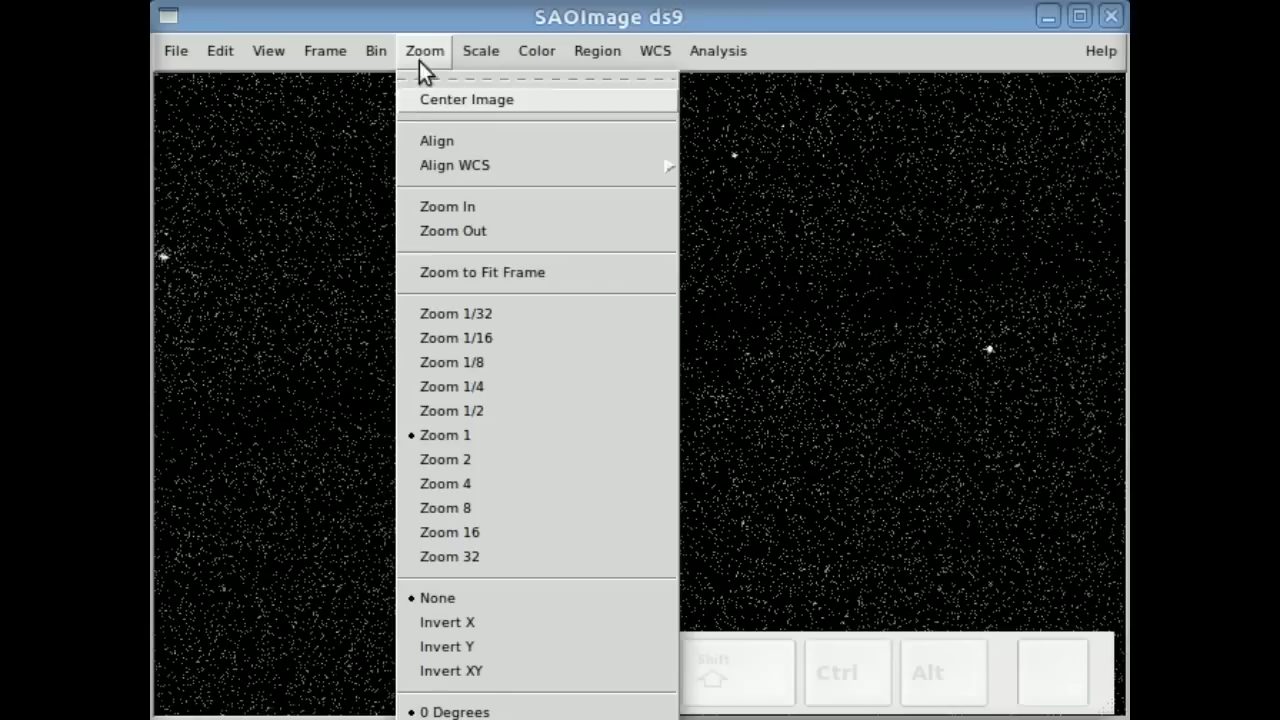 SAOImage ds9
File Edit View Frame Bin Zoom Scale Color Region WCS Analysis Help
Center Image
Align
Align WCS
Zoom In
Zoom Out
Zoom to Fit Frame
Zoom 1/32
Zoom 1/16
Zoom 1/8
Zoom 1/4
Zoom 1/2
Zoom 1
Zoom 2
Zoom 4
Zoom 8
Zoom 16
Zoom 32
None
Invert X
Invert Y
Invert XY
0 Degrees
Shift Ctrl Alt